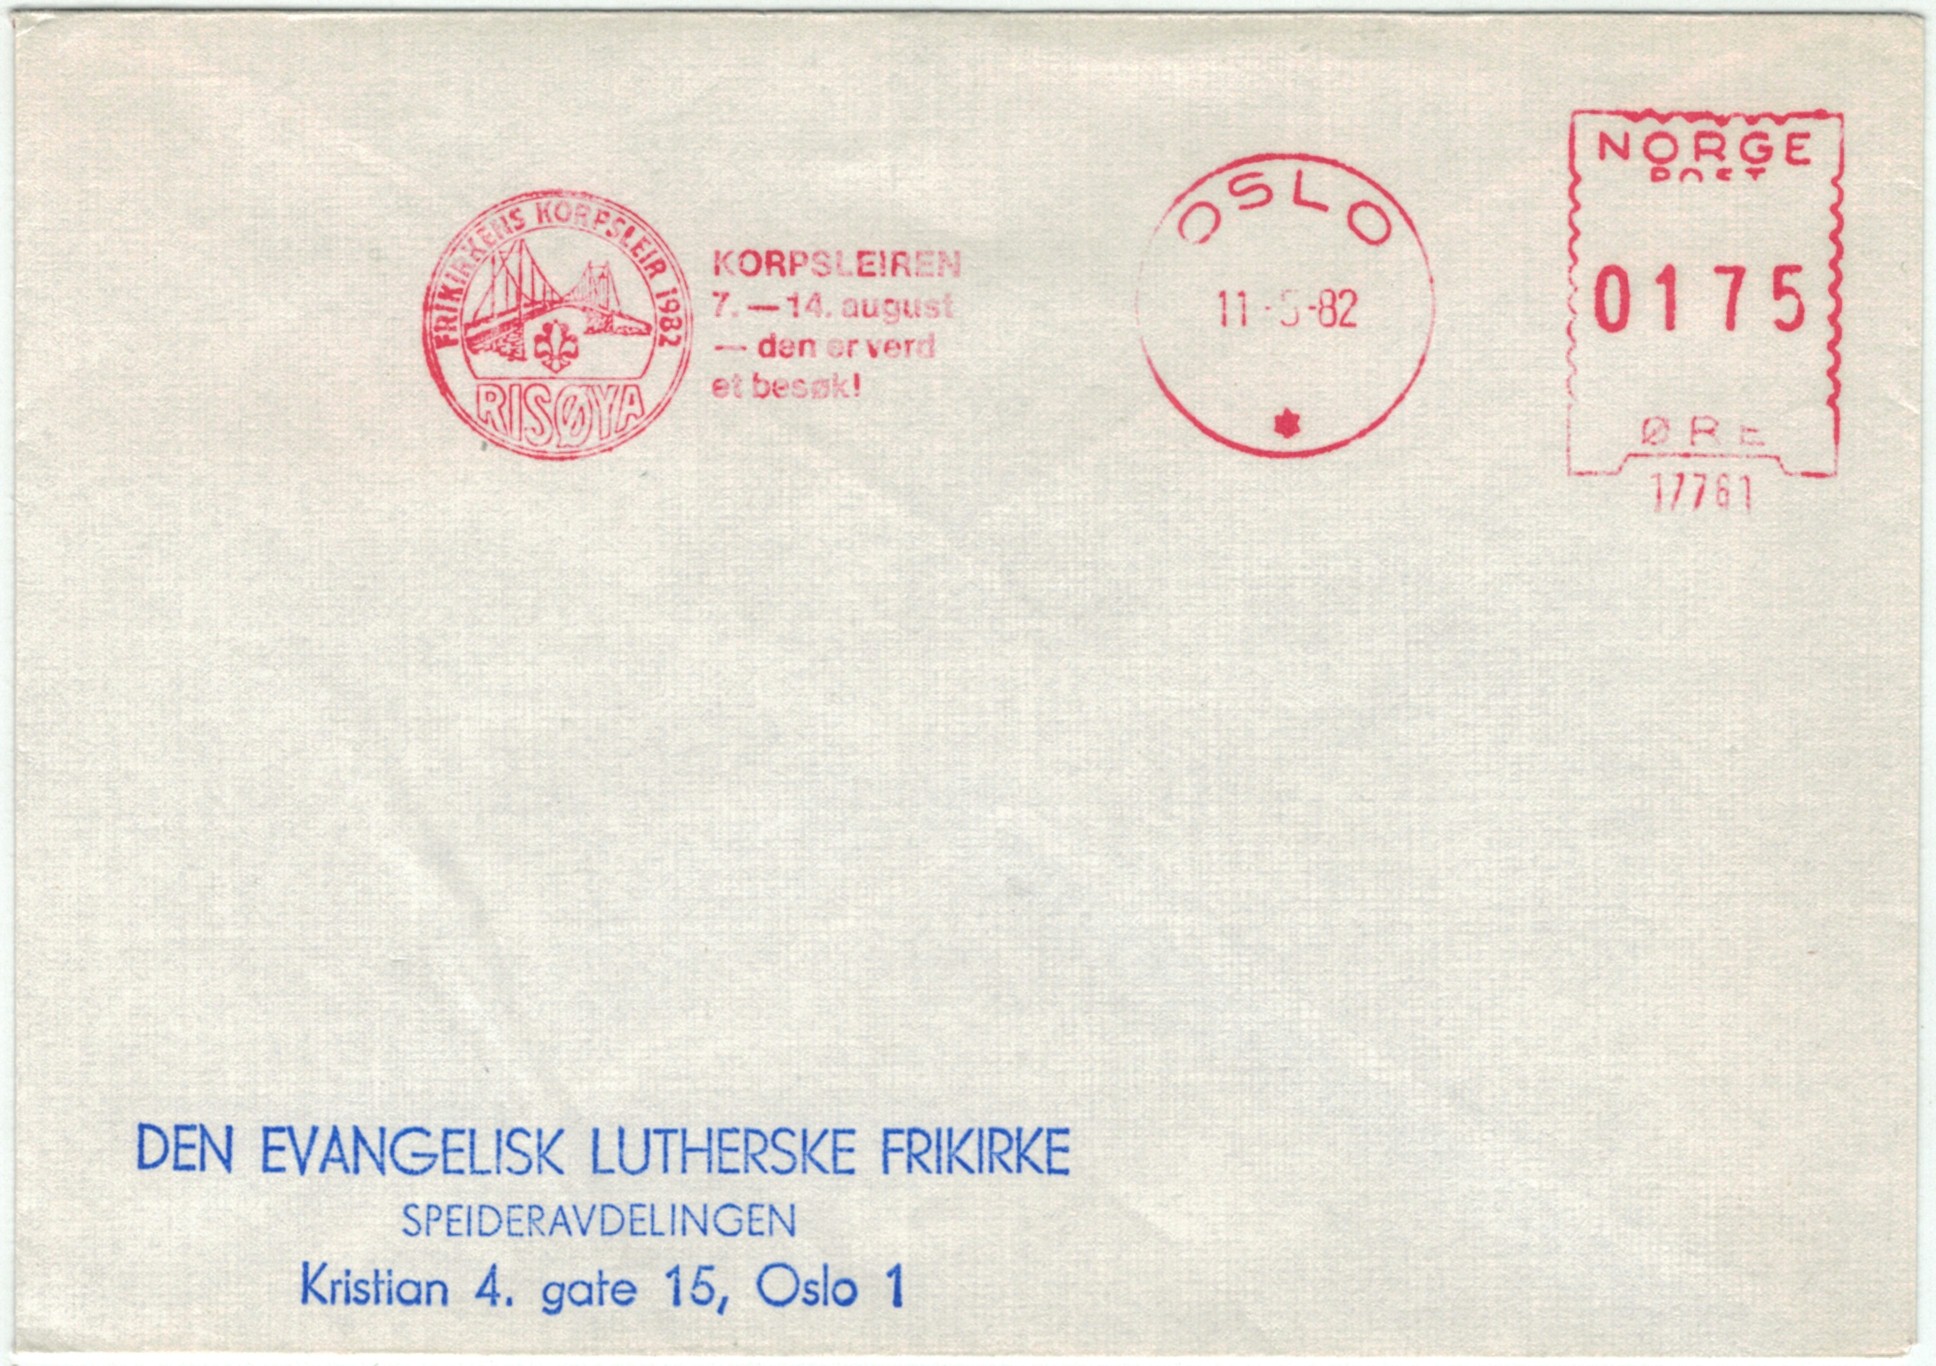 FRIKIRKENS KORPSLEIR 1982
RISØYA
KORPSLEIREN
7. — 14. august
— den er verd
et besøk!
OSLO
11-5-82
NORGE
POST
0175
ØRE
17761
DEN EVANGELISK LUTHERSKE FRIKIRKE
SPEIDERAVDELINGEN
Kristian 4. gate 15, Oslo 1